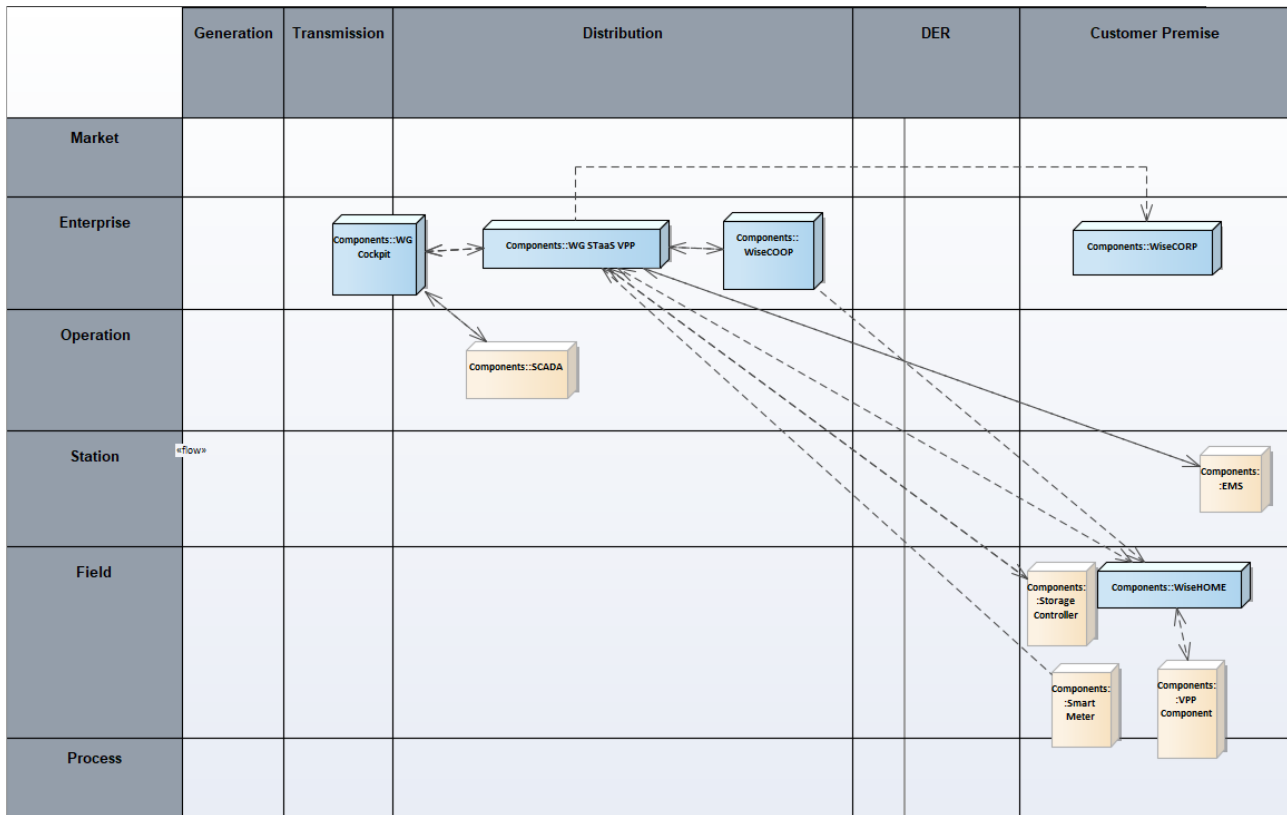 Generation
Transmission
Distribution
DER
Customer Premise
Market
Enterprise
Components::WG
Cockpit
Components::WG STaaS VPP
Components::
WiseCOOP
Components::WiseCORP
Operation
Components::SCADA
Station
«flow»
Components:
:EMS
Field
Components:
:Storage
Controller
Components::WiseHOME
Components:
:Smart
Meter
Components:
:VPP
Component
Process